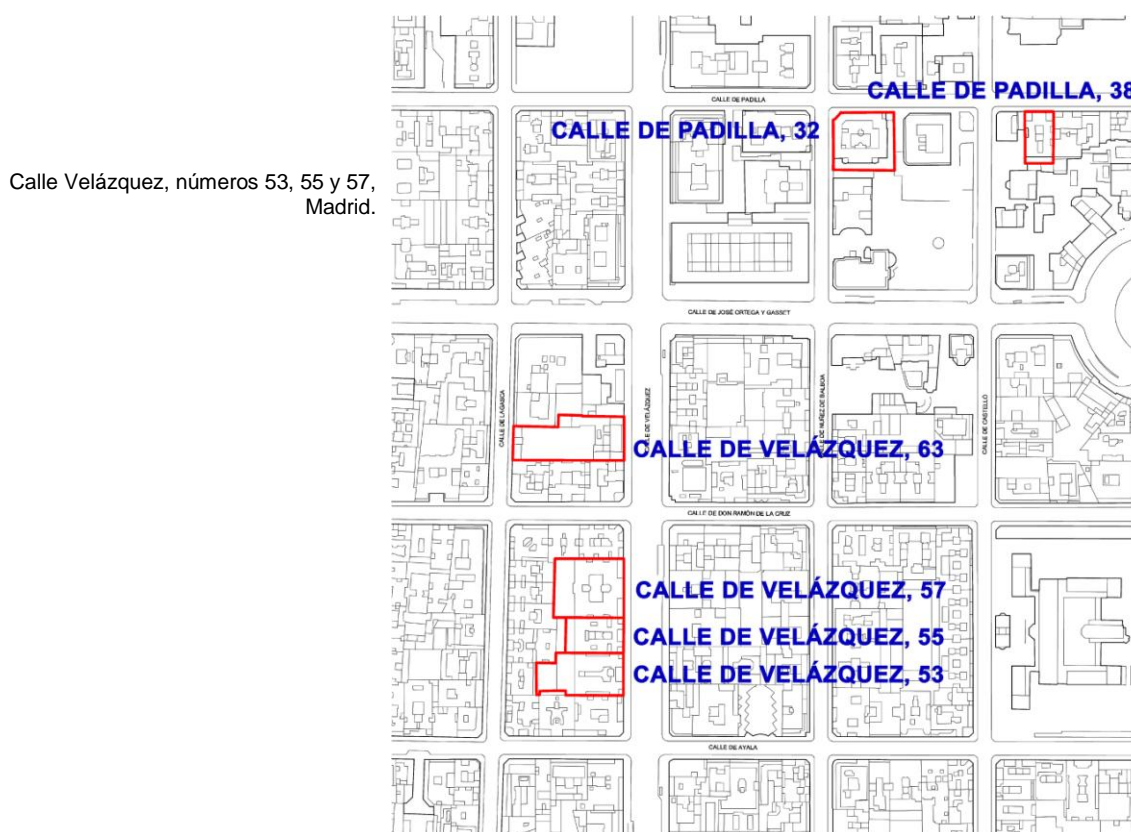 CALLE DE PADILLA, 38
CALLE DE PADILLA
CALLE DE PADILLA, 32
Calle Velázquez, números 53, 55 y 57,
Madrid.
CALLE DE JOSÉ ORTEGA Y GASSET
CALLE DE LAGASCA
CALLE DE VELÁZQUEZ
CALLE DE NUÑEZ DE BALBOA
CALLE DE CASTELLÓ
CALLE DE VELÁZQUEZ, 63
CALLE DE DON RAMÓN DE LA CRUZ
CALLE DE VELÁZQUEZ, 57
CALLE DE VELÁZQUEZ, 55
CALLE DE VELÁZQUEZ, 53
CALLE DE AYALA